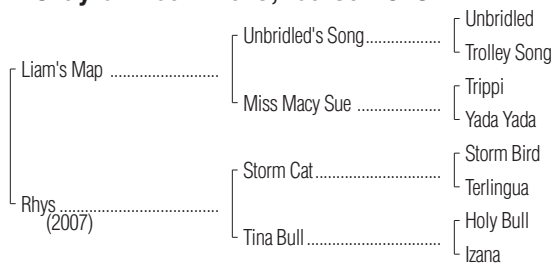 Unbridled
Unbridled's Song
Trolley Song
Liam's Map
Trippi
Miss Macy Sue
Yada Yada
Storm Bird
Storm Cat
Terlingua
Rhys
(2007)
Holy Bull
Tina Bull
Izana